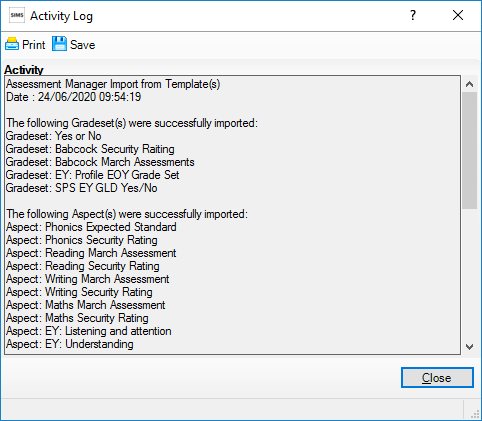 SIMS Activity Log ?
Print Save
Activity
Assessment Manager Import from Template(s)
Date : 24/06/2020 09:54:19
The following Gradeset(s) were successfully imported:
Gradeset: Yes or No
Gradeset: Babcock Security Raiting
Gradeset: Babcock March Assessments
Gradeset: EY: Profile EOY Grade Set
Gradeset: SPS EY GLD Yes/No
The following Aspect(s) were successfully imported:
Aspect: Phonics Expected Standard
Aspect: Phonics Security Rating
Aspect: Reading March Assessment
Aspect: Reading Security Rating
Aspect: Writing March Assessment
Aspect: Writing Security Rating
Aspect: Maths March Assessment
Aspect: Maths Security Rating
Aspect: EY: Listening and attention
Aspect: EY: Understanding
Close